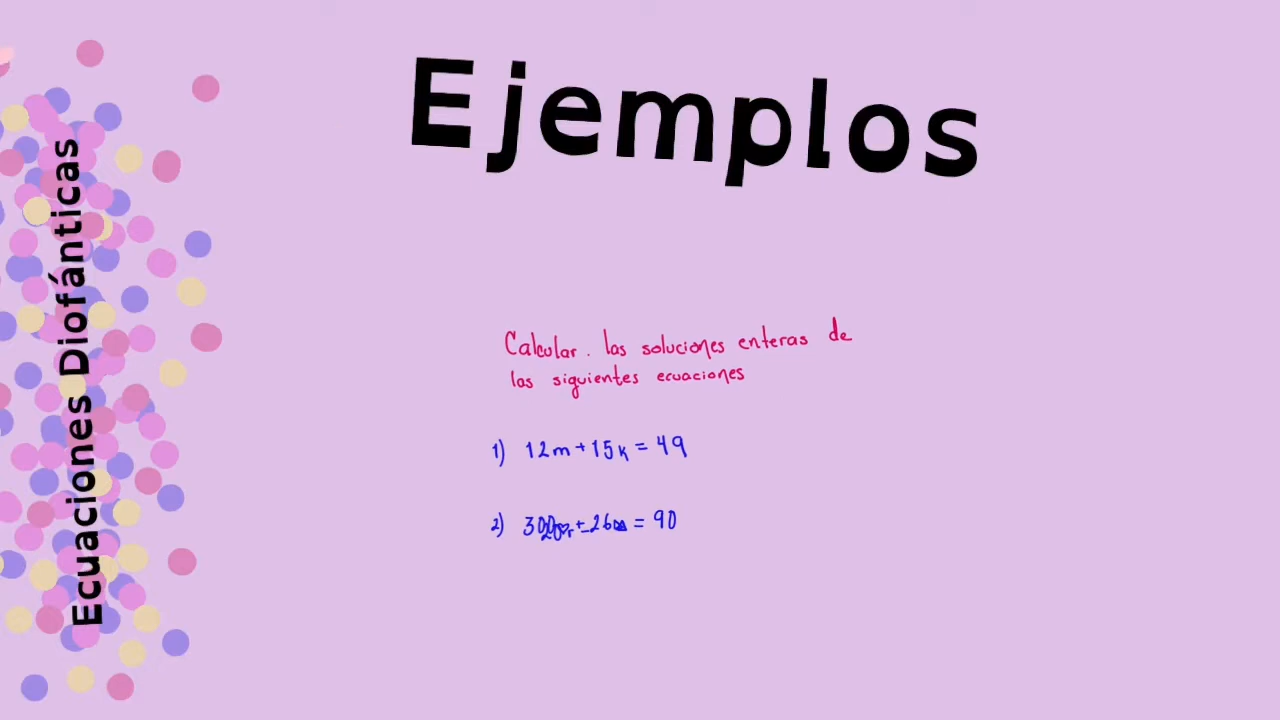 Ejemplos
Ecuaciones Diofánticas
Calcular. las soluciones enteras de
las siguientes ecuaciones
1) 12m + 15k = 49
2) = 90